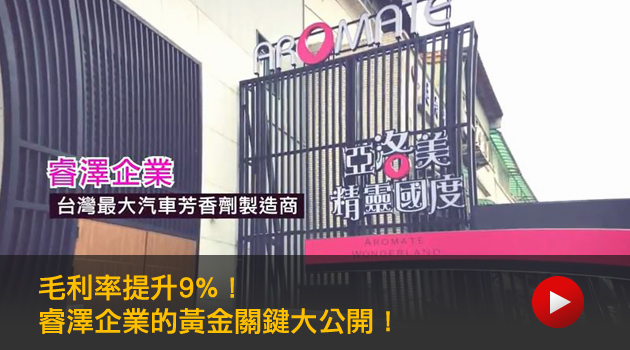 AROMATE
亞洛美
精靈國度
AROMATE
WONDERLAND
睿澤企業
台灣最大汽車芳香劑製造商
毛利率提升9%！
睿澤企業的黃金關鍵大公開！